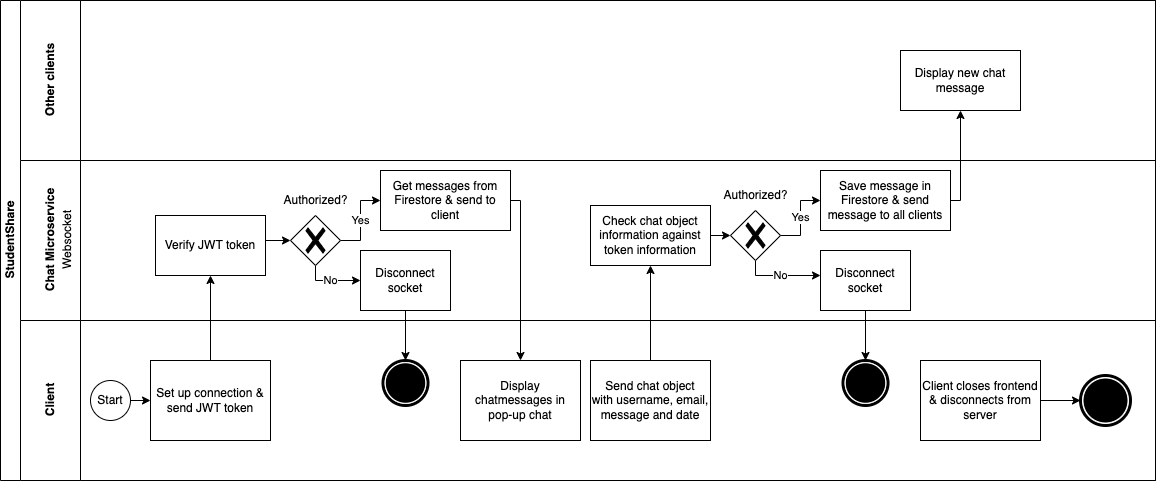 StudentShare
Other clients
Display new chat
message
Chat Microservice
Websocket
Verify JWT token
Authorized?
Yes
No
Get messages from
Firestore & send to
client
Disconnect
socket
Check chat object
information against
token information
Authorized?
Yes
No
Save message in
Firestore & send
message to all clients
Disconnect
socket
Client
Start
Set up connection &
send JWT token
Display
chatmessages in
pop-up chat
Send chat object
with username, email,
message and date
Client closes frontend
& disconnects from
server